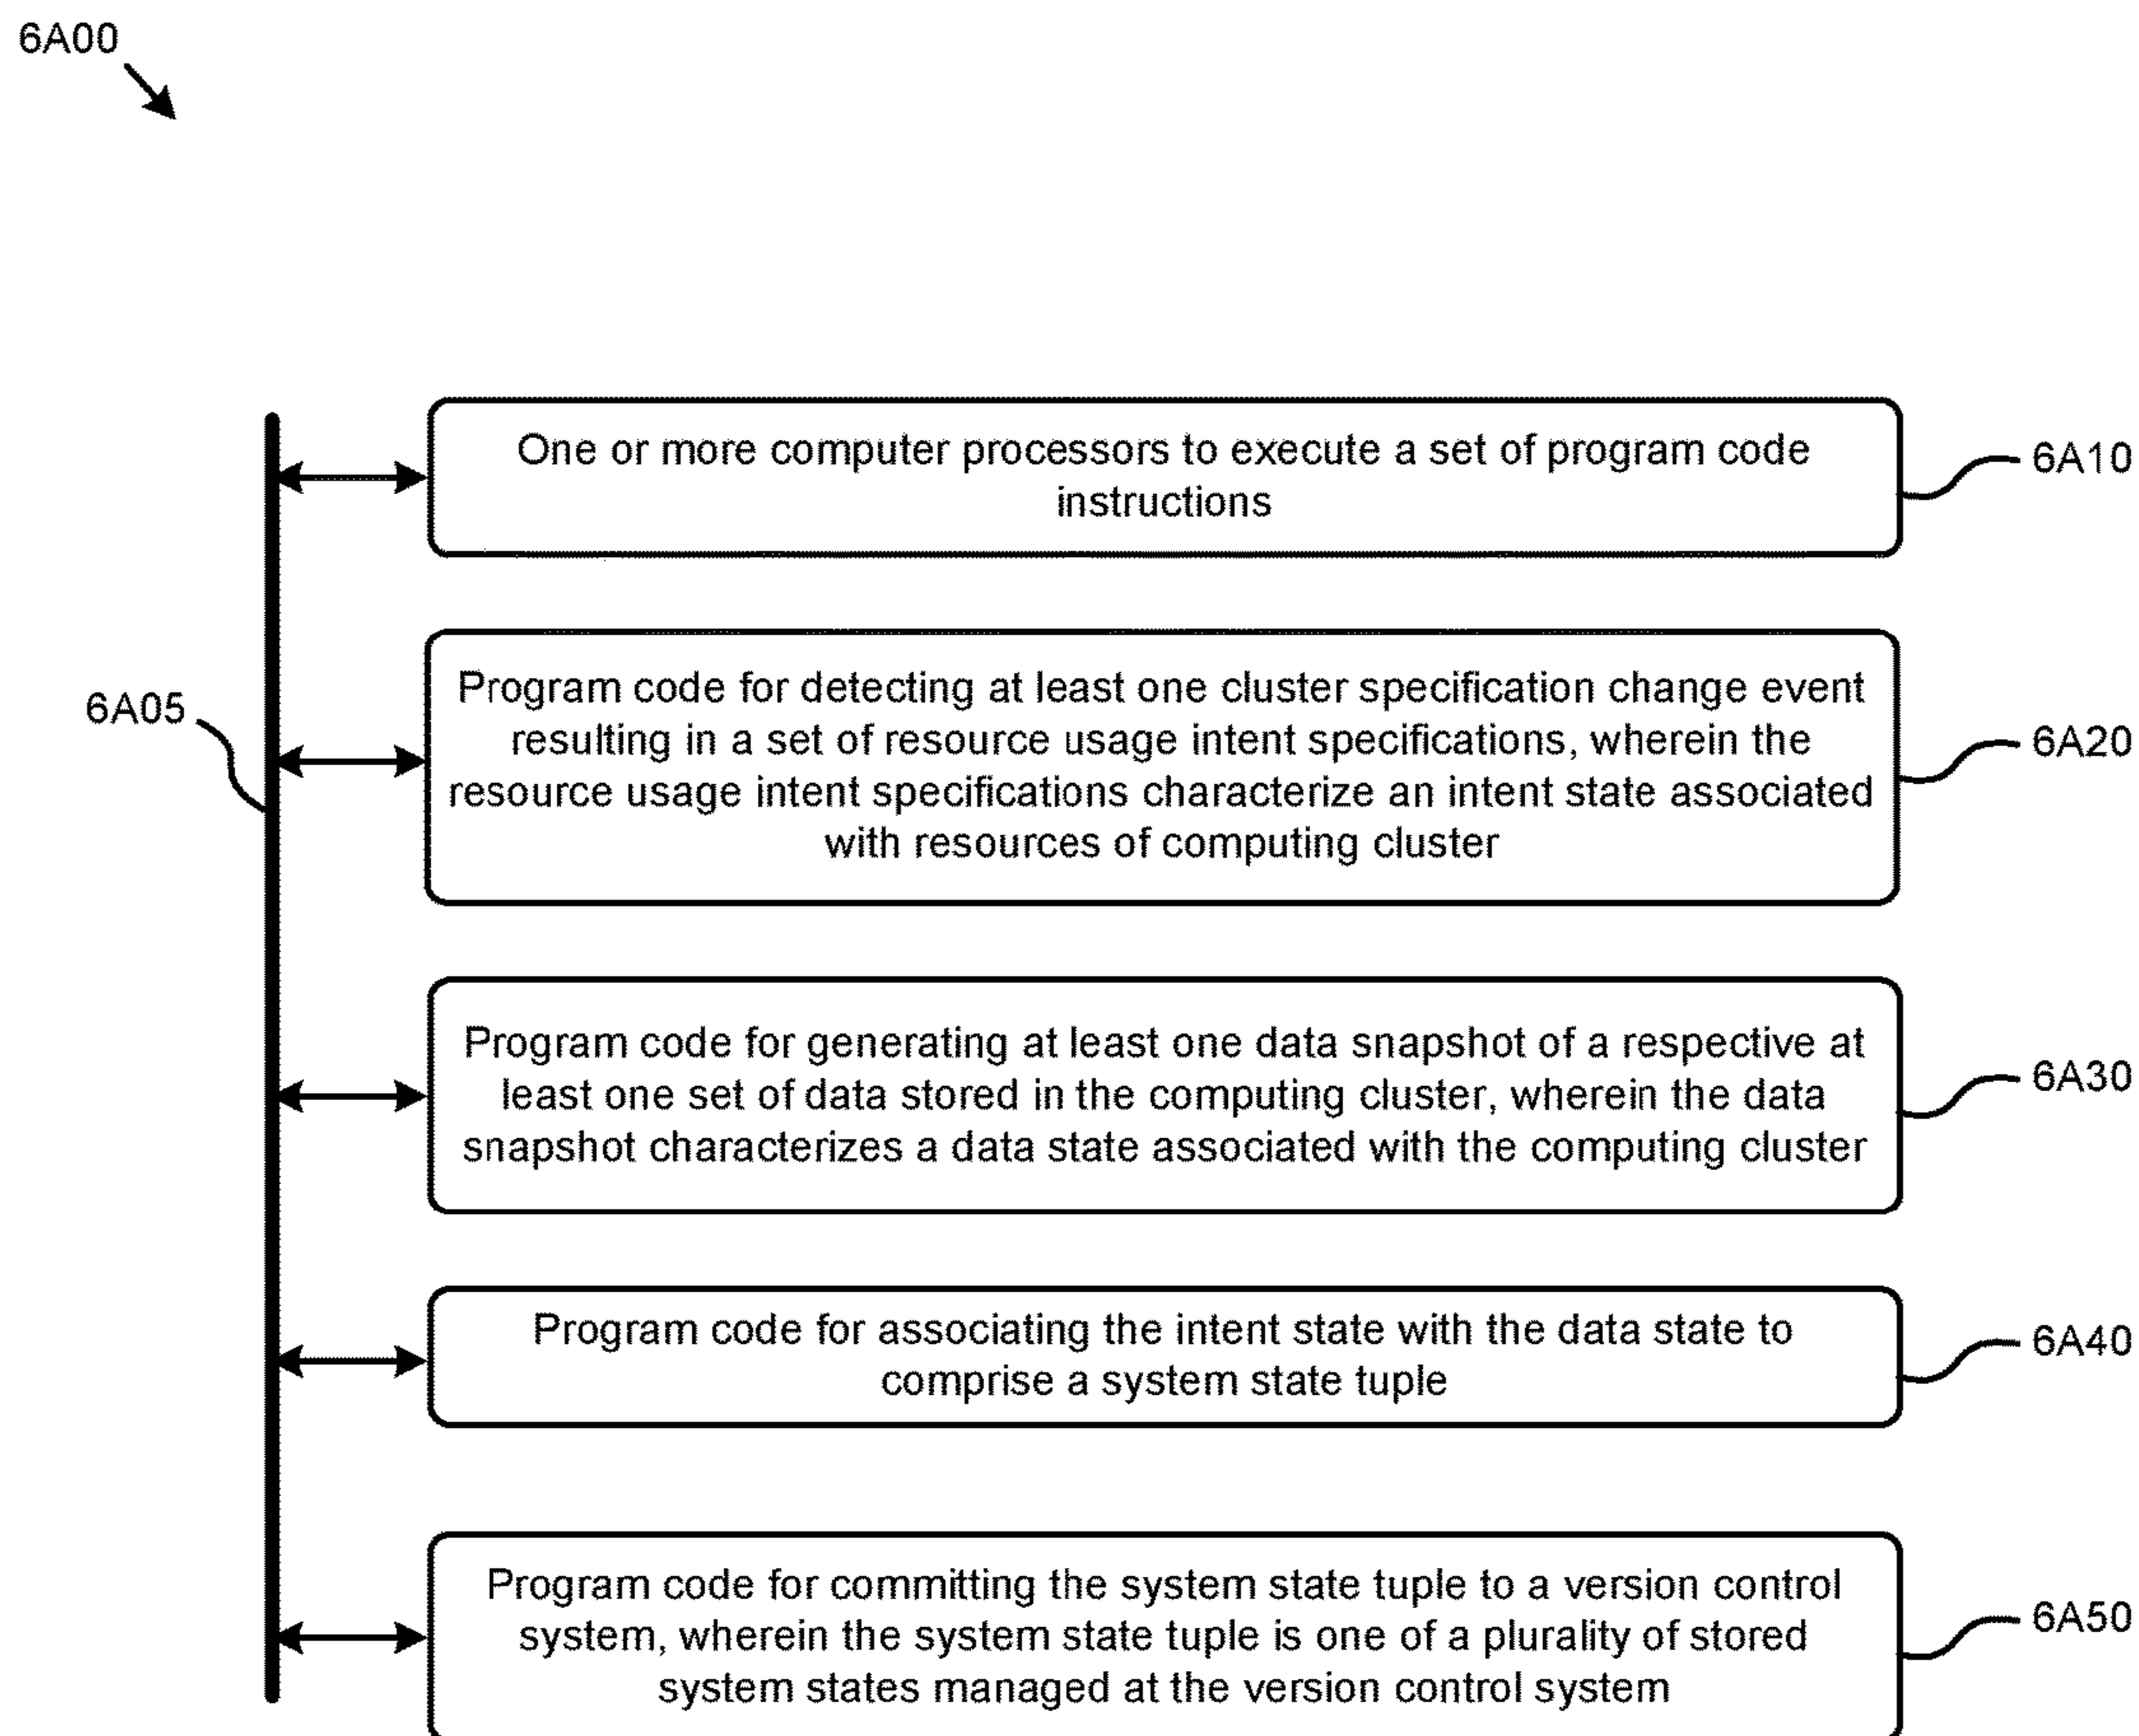 6A00
One or more computer processors to execute a set of program code
instructions
6A10
Program code for detecting at least one cluster specification change event
resulting in a set of resource usage intent specifications, wherein the
resource usage intent specifications characterize an intent state associated
with resources of computing cluster
6A20
6A05
Program code for generating at least one data snapshot of a respective at
least one set of data stored in the computing cluster, wherein the data
snapshot characterizes a data state associated with the computing cluster
6A30
Program code for associating the intent state with the data state to
comprise a system state tuple
6A40
Program code for committing the system state tuple to a version control
system, wherein the system state tuple is one of a plurality of stored
system states managed at the version control system
6A50